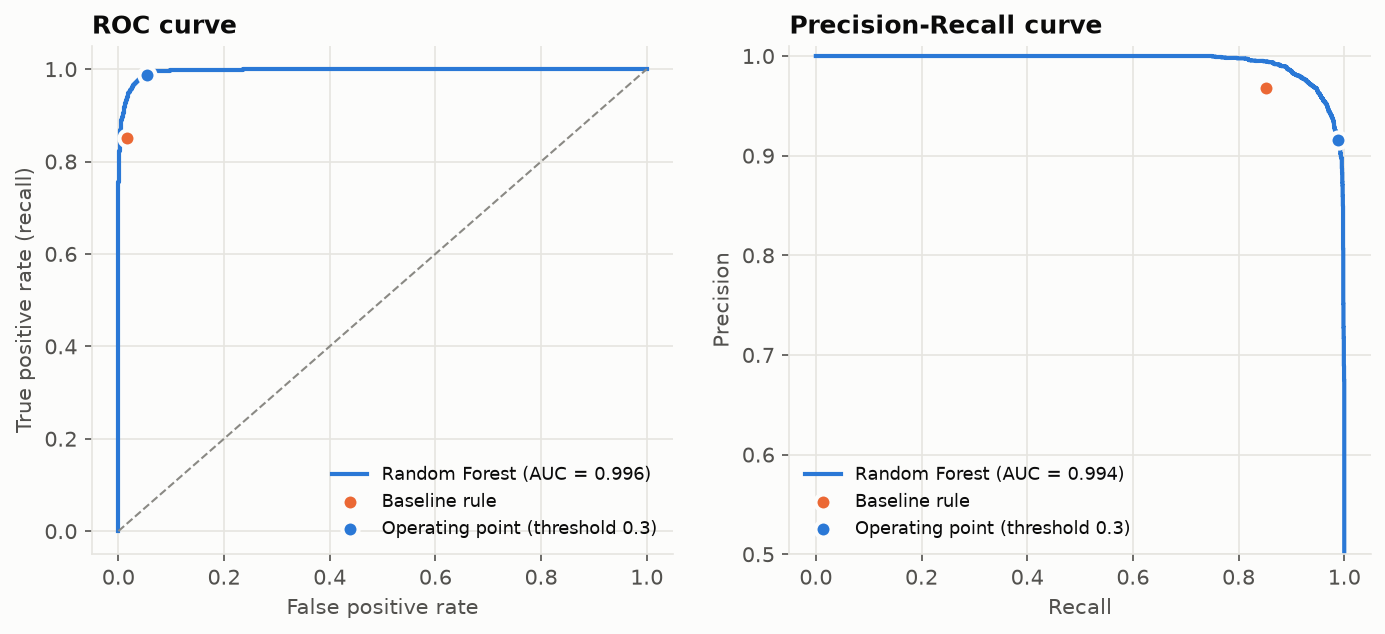 ROC curve
True positive rate (recall)
1.0
0.8
0.6
0.4
0.2
0.0
Random Forest (AUC = 0.996)
Baseline rule
Operating point (threshold 0.3)
0.0 0.2 0.4 0.6 0.8 1.0
False positive rate
Precision-Recall curve
Precision
1.0
0.9
0.8
0.7
0.6
0.5
Random Forest (AUC = 0.994)
Baseline rule
Operating point (threshold 0.3)
0.0 0.2 0.4 0.6 0.8 1.0
Recall